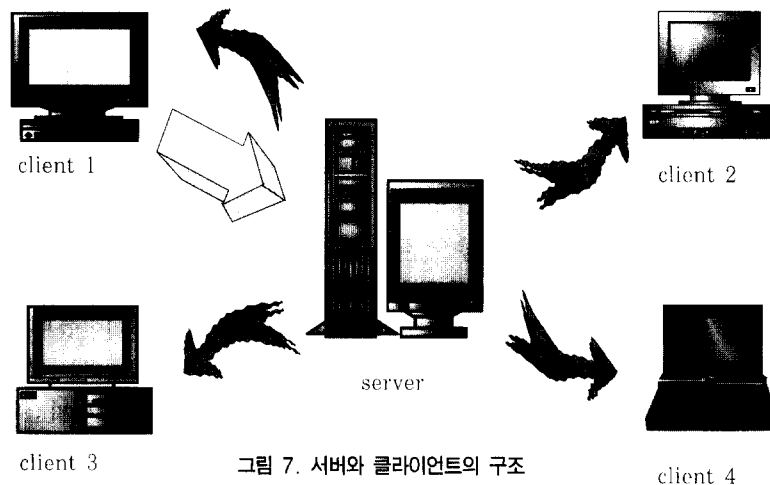 client 1
client 2
server
client 3
그림 7. 서버와 클라이언트의 구조
client 4